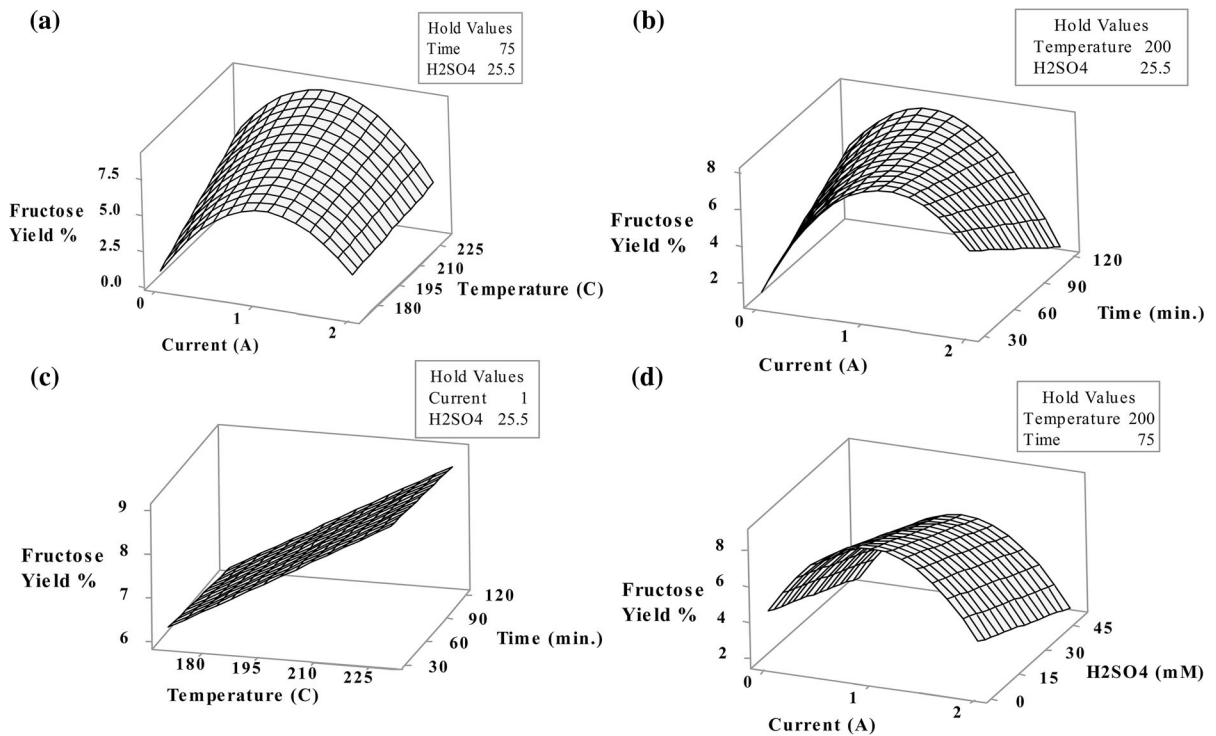 (a)
Hold Values
Time 75
H2SO4 25.5
7.5
5.0
2.5
0.0
Fructose
Yield %
0
1
2
Current (A)
180
195
210
225
Temperature (C)
(b)
Hold Values
Temperature 200
H2SO4 25.5
8
6
4
2
Fructose
Yield %
0
1
2
Current (A)
30
60
90
120
Time (min.)
(c)
Hold Values
Current 1
H2SO4 25.5
9
8
7
6
Fructose
Yield %
180
195
210
225
Temperature (C)
30
60
90
120
Time (min.)
(d)
Hold Values
Temperature 200
Time 75
8
6
4
2
Fructose
Yield %
0
1
2
Current (A)
0
15
30
45
H2SO4 (mM)